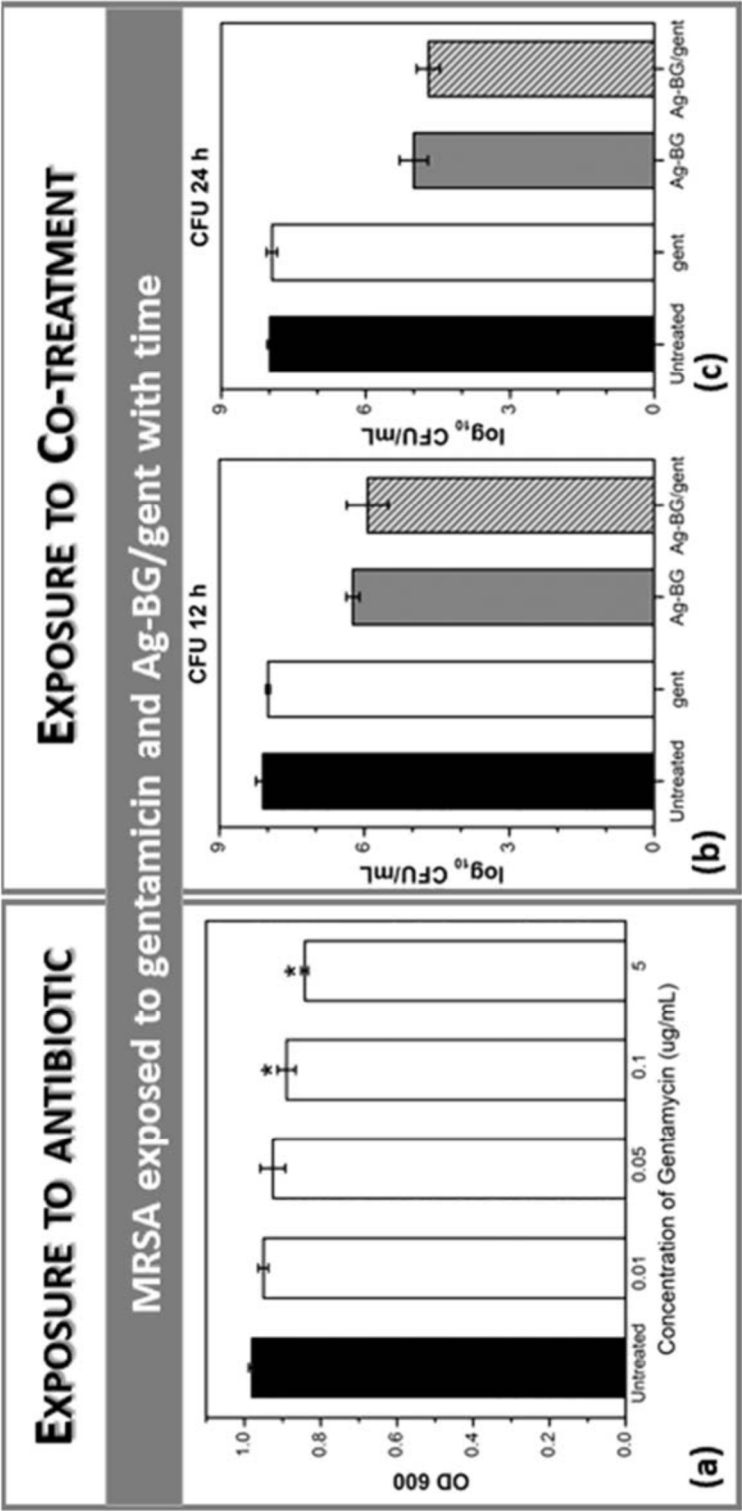 EXPOSURE TO ANTIBIOTIC
EXPOSURE TO CO-TREATMENT
MRSA exposed to gentamicin and Ag-BG/gent with time
OD 600
1.0
0.8
0.6
0.4
0.2
0.0
*
*
Untreated
0.01
0.05
0.1
5
Concentration of Gentamycin (ug/mL)
(a)
CFU 12 h
log₁₀ CFU/mL
9
6
3
0
Untreated
gent
Ag-BG
Ag-BG/gent
(b)
CFU 24 h
log₁₀ CFU/mL
9
6
3
0
Untreated
gent
Ag-BG
Ag-BG/gent
(c)